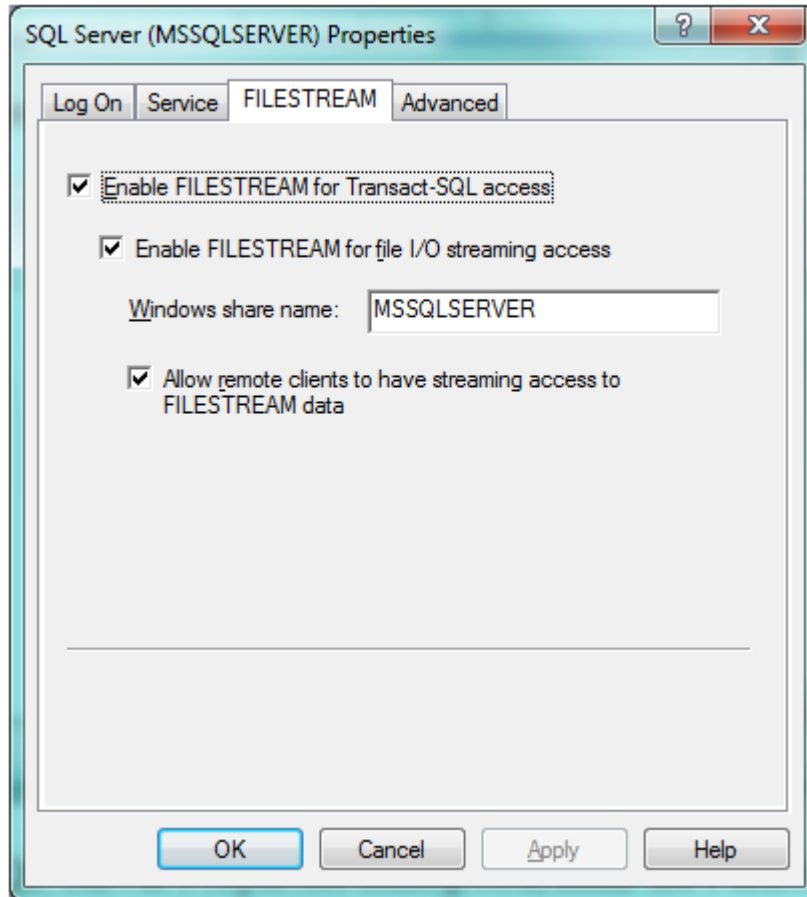 SQL Server (MSSQLSERVER) Properties
Log On Service FILESTREAM Advanced
Enable FILESTREAM for Transact-SQL access
Enable FILESTREAM for file I/O streaming access
Windows share name: MSSQLSERVER
Allow remote clients to have streaming access to
FILESTREAM data
OK Cancel Apply Help